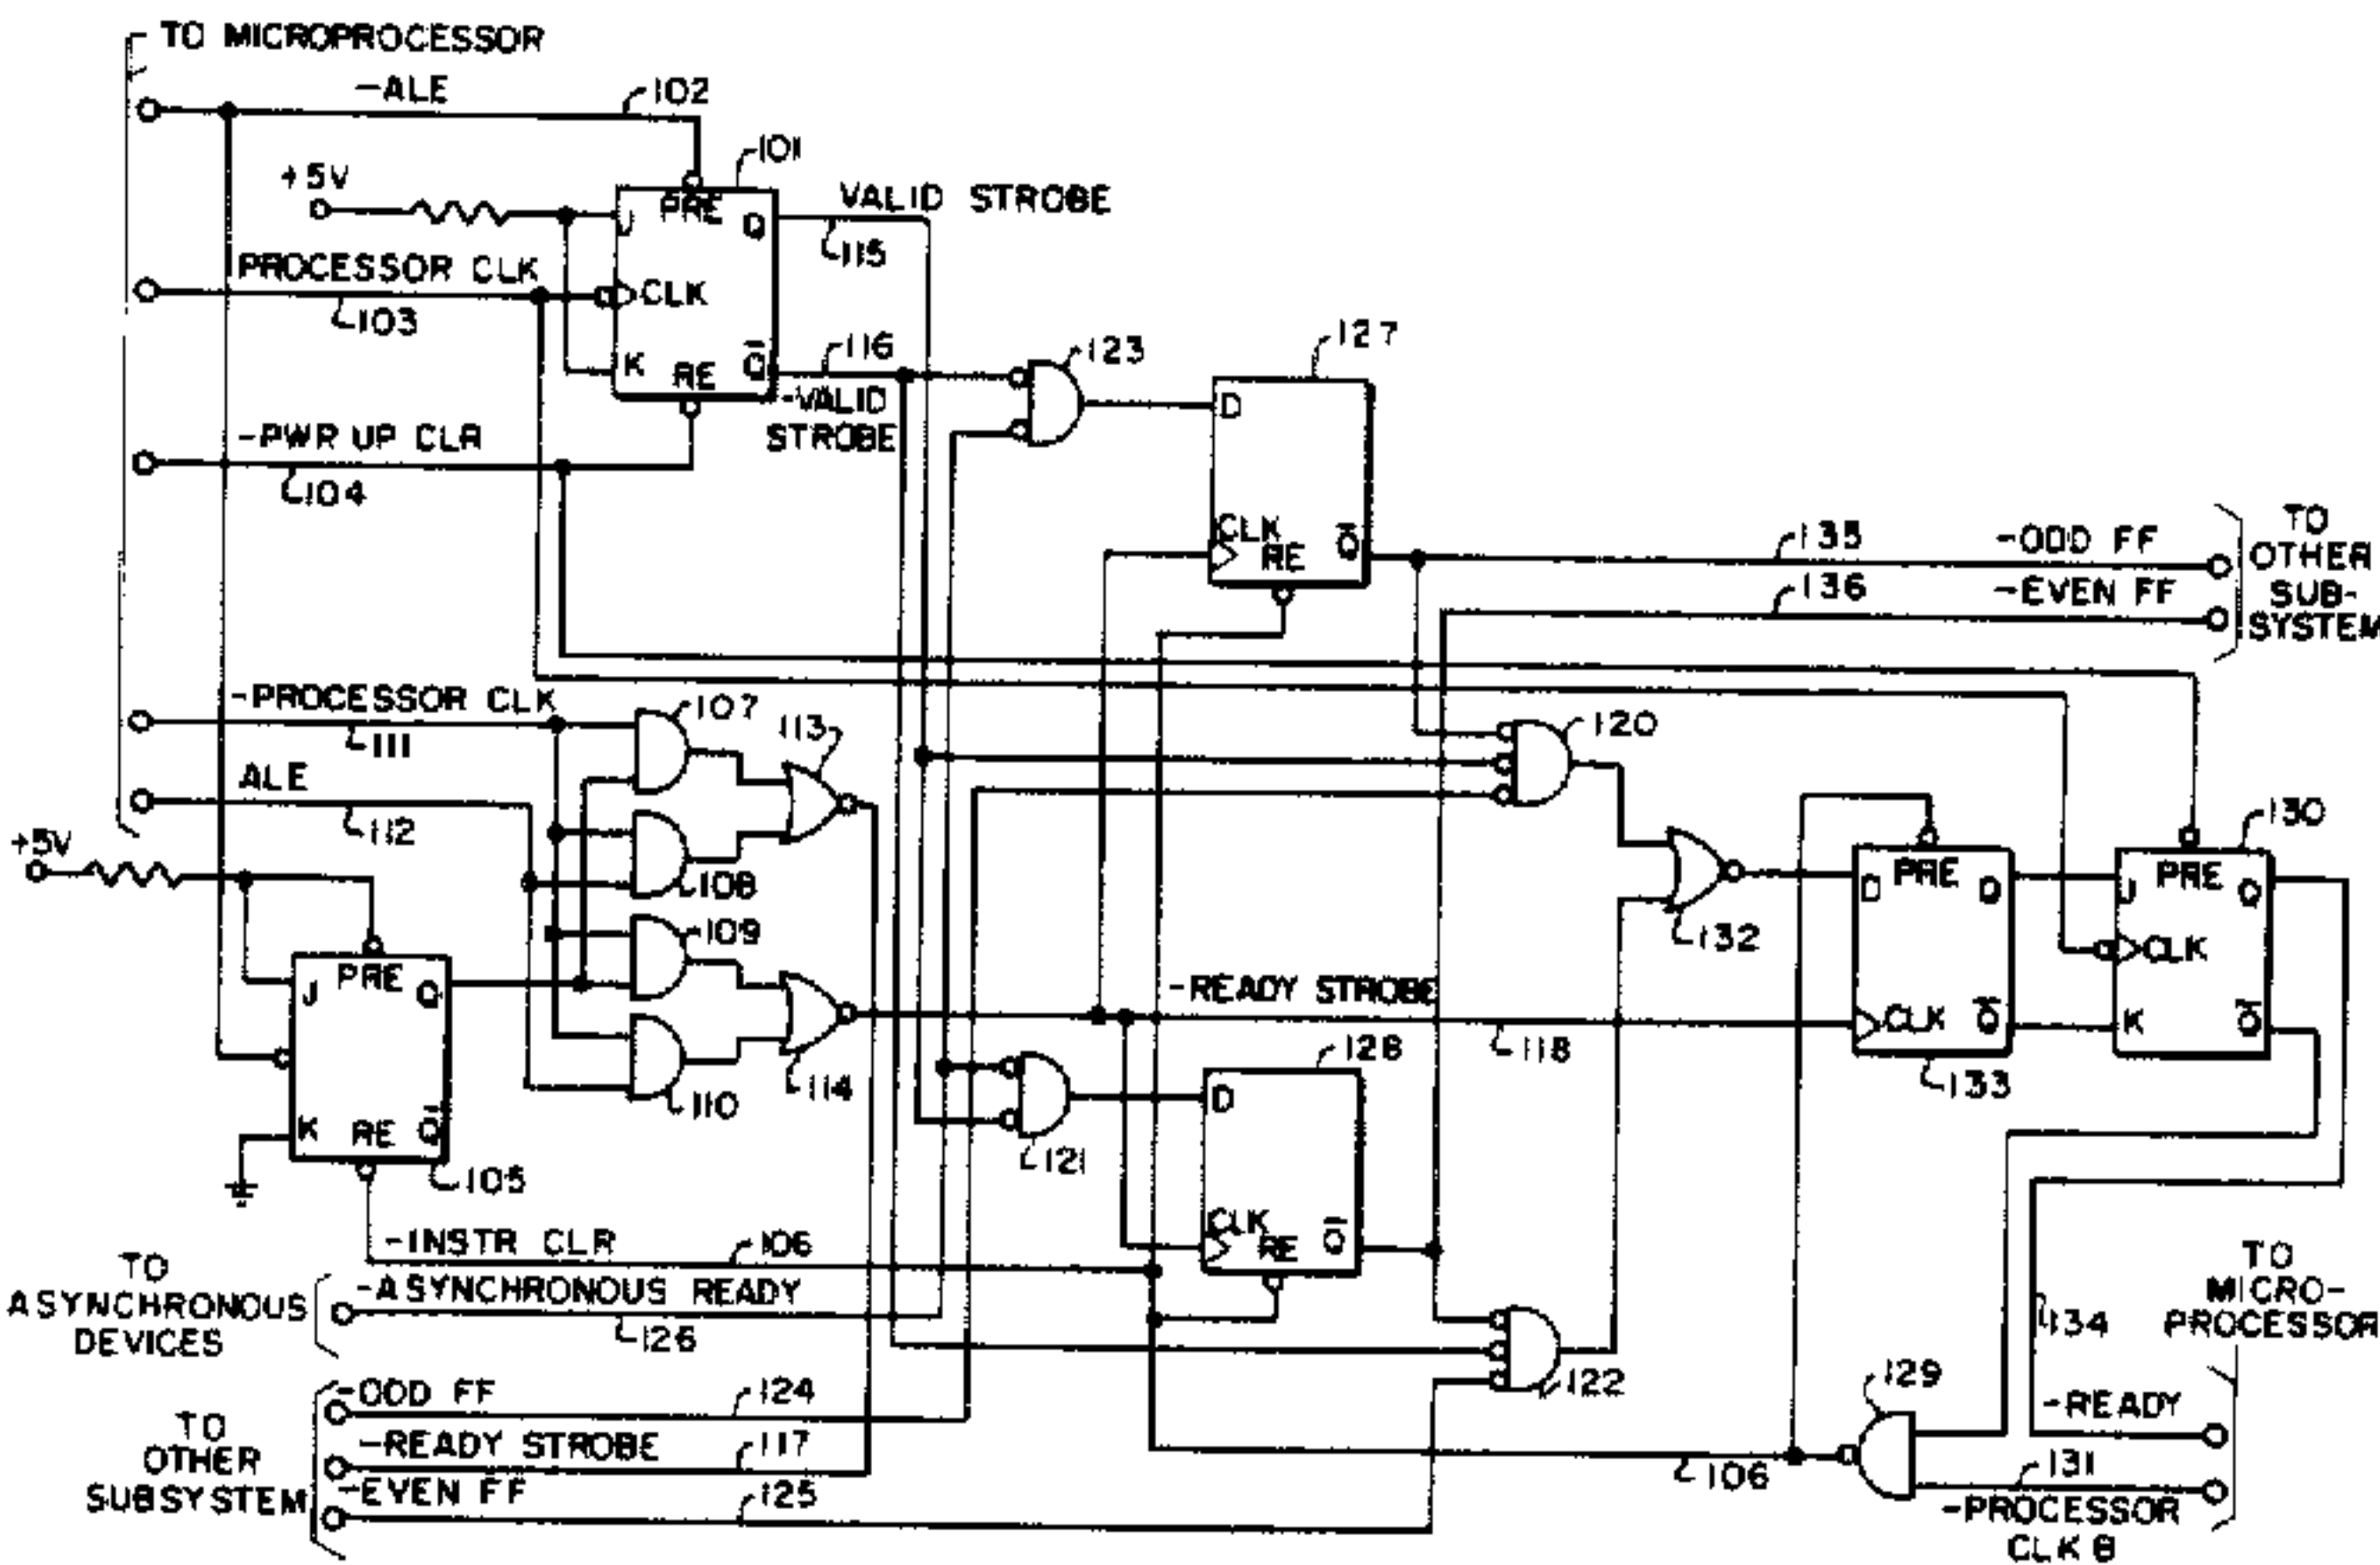 TO MICROPROCESSOR
-ALE
102
+5V
101
PRE
J
Q
VALID STROBE
115
PROCESSOR CLK
103
CLK
K
RE
Q̅
116
-VALID
STROBE
-PWR UP CLR
104
123
127
D
CLK
RE
Q̅
135
-ODD FF
136
-EVEN FF
TO
OTHER
SUB-
SYSTEM
-PROCESSOR CLK
111
107
113
ALE
112
108
+5V
109
110
114
J
PRE
Q
K
RE
Q̅
105
120
132
D
PRE
Q
CLK
Q̅
133
130
J
PRE
Q
CLK
K
Q̅
-READY STROBE
118
121
128
D
CLK
RE
Q̅
-INSTR CLR
106
TO
ASYNCHRONOUS
DEVICES
-ASYNCHRONOUS READY
126
TO
OTHER
SUBSYSTEM
-ODD FF
124
-READY STROBE
117
-EVEN FF
125
122
106
129
TO
MICRO-
PROCESSOR
134
-READY
131
-PROCESSOR
CLK B